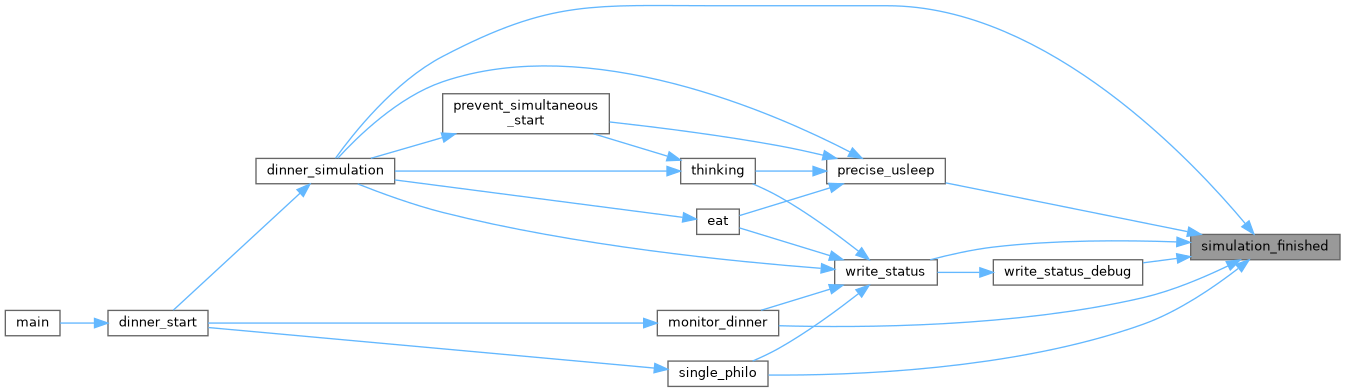 prevent_simultaneous
_start
dinner_simulation
thinking
precise_usleep
eat
simulation_finished
write_status
write_status_debug
main
dinner_start
monitor_dinner
single_philo